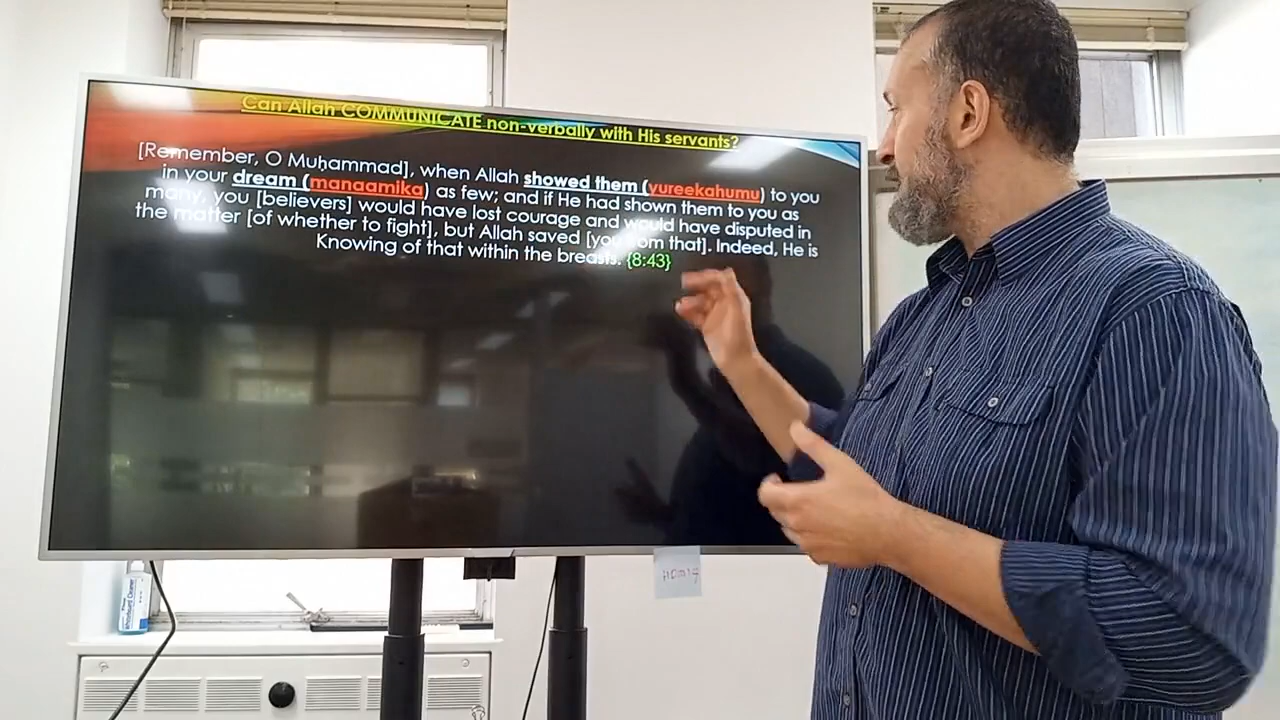 Can Allah COMMUNICATE non-verbally with His servants?
[Remember, O Muḥammad], when Allah showed them (yureekahumu) to you
in your dream (manaamika) as few; and if He had shown them to you as
many, you [believers] would have lost courage and would have disputed in
the matter [of whether to fight], but Allah saved [you from that]. Indeed, He is
Knowing of that within the breasts. {8:43}